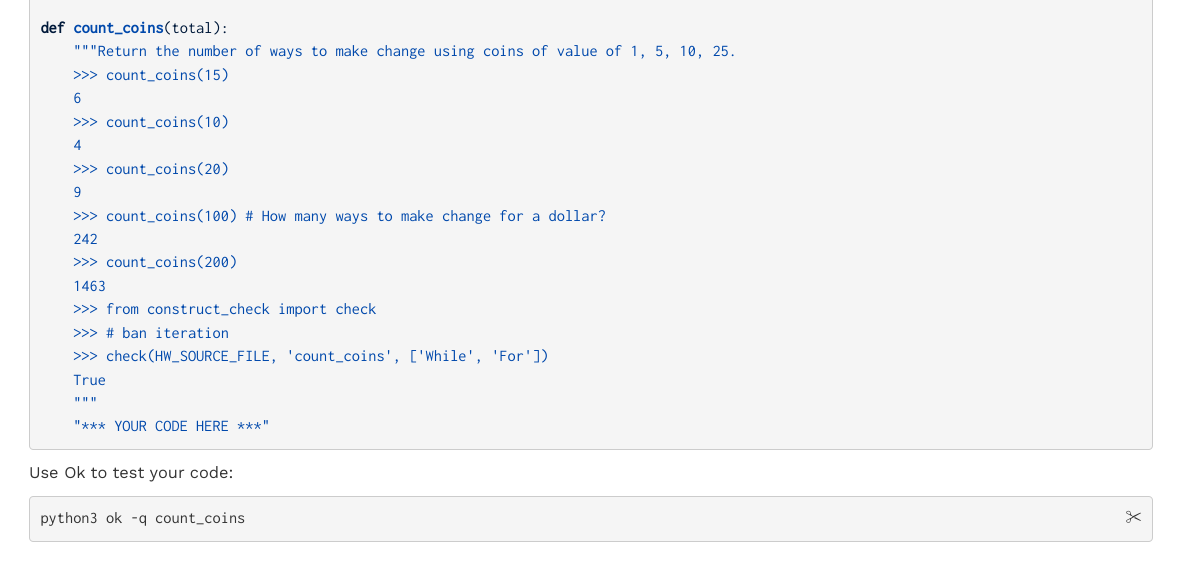 def count_coins(total):
    """Return the number of ways to make change using coins of value of 1, 5, 10, 25.
    >>> count_coins(15)
    6
    >>> count_coins(10)
    4
    >>> count_coins(20)
    9
    >>> count_coins(100) # How many ways to make change for a dollar?
    242
    >>> count_coins(200)
    1463
    >>> from construct_check import check
    >>> # ban iteration
    >>> check(HW_SOURCE_FILE, 'count_coins', ['While', 'For'])
    True
    """
    "*** YOUR CODE HERE ***"
Use Ok to test your code:
python3 ok -q count_coins